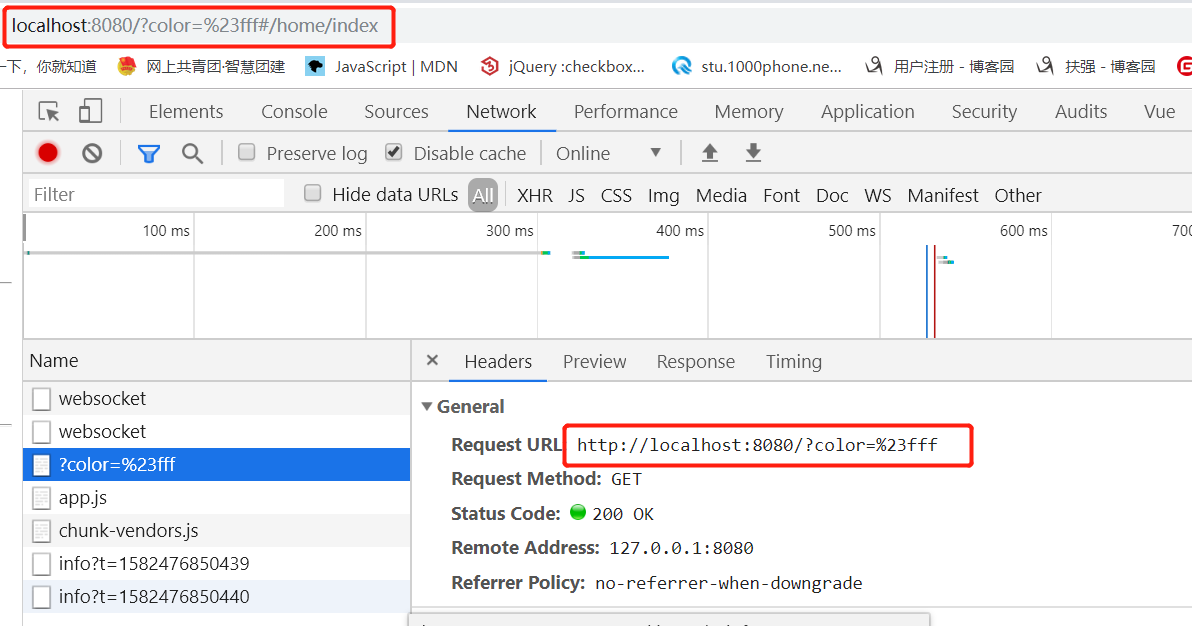 localhost:8080/?color=%23fff#/home/index
一下，你就知道 网上共青团·智慧团建 JavaScript | MDN jQuery :checkbox... stu.1000phone.ne... 用户注册 - 博客园 扶强 - 博客园
Elements Console Sources Network Performance Memory Application Security Audits Vue
Preserve log Disable cache Online
Filter Hide data URLs All XHR JS CSS Img Media Font Doc WS Manifest Other
100 ms 200 ms 300 ms 400 ms 500 ms 600 ms 700
Name × Headers Preview Response Timing
websocket
websocket
?color=%23fff
app.js
chunk-vendors.js
info?t=1582476850439
info?t=1582476850440
General
Request URL http://localhost:8080/?color=%23fff
Request Method: GET
Status Code: 200 OK
Remote Address: 127.0.0.1:8080
Referrer Policy: no-referrer-when-downgrade